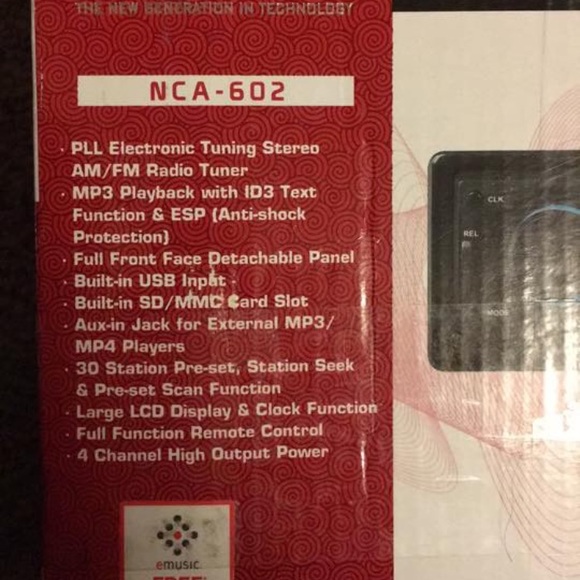 THE NEW GENERATION IN TECHNOLOGY
NCA-602
· PLL Electronic Tuning Stereo
AM/FM Radio Tuner
· MP3 Playback with ID3 Text
Function & ESP (Anti-shock
Protection)
· Full Front Face Detachable Panel
· Built-in USB Input
· Built-in SD/MMC Card Slot
· Aux-in Jack for External MP3/
MP4 Players
· 30 Station Pre-set, Station Seek
& Pre-set Scan Function
· Large LCD Display & Clock Function
· Full Function Remote Control
· 4 Channel High Output Power
emusic
FREE!
CLK
REL
MODE